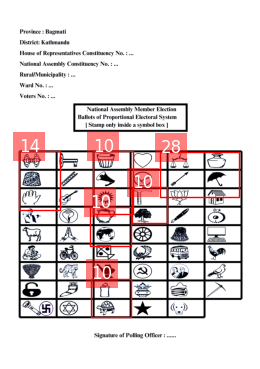 Province : Bagmati
District: Kathmandu
House of Representatives Constituency No. : ...
National Assembly Constituency No. : ...
Rural/Municipality : ...
Ward No. : ...
Voters No. : ...
National Assembly Member Election
Ballots of Proportional Electoral System
[ Stamp only inside a symbol box ]
14 10 28
10
10
10
Signature of Polling Officer : ......